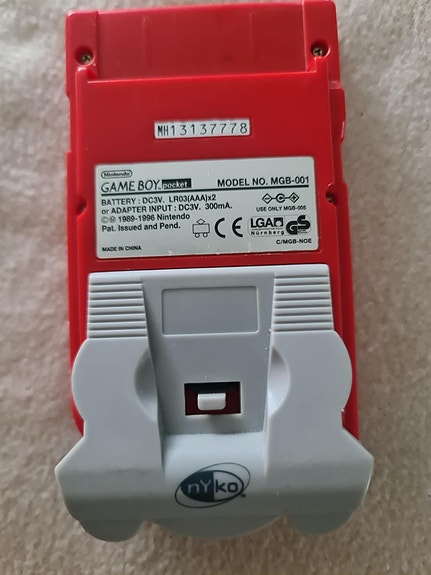 MH13137778
Nintendo
GAME BOY pocket MODEL NO. MGB-001
BATTERY : DC3V. LR03(AAA)x2
or ADAPTER INPUT : DC3V. 300mA.
USE ONLY MGB-005
©Ⓜ 1989-1996 Nintendo
Pat. Issued and Pend.
CE
LGA
Nürnberg
GS
MADE IN CHINA
C/MGB-NOE
nYko